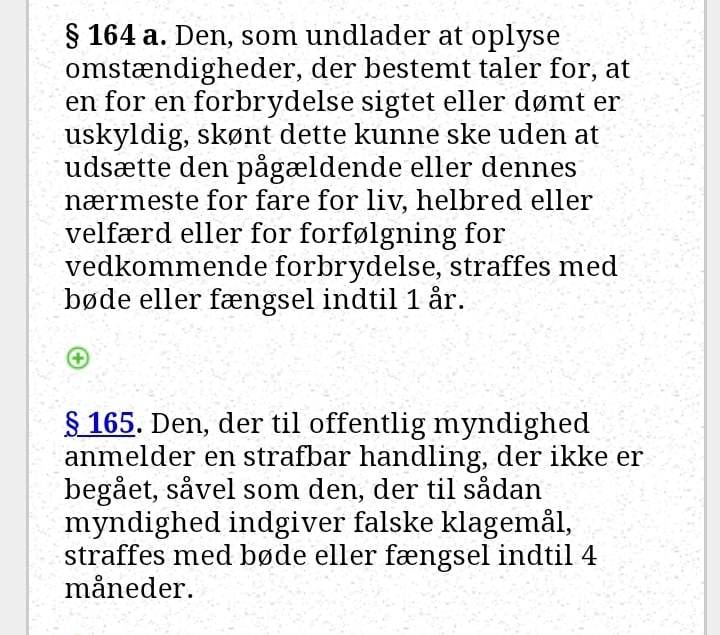 § 164 a. Den, som undlader at oplyse
omstændigheder, der bestemt taler for, at
en for en forbrydelse sigtet eller dømt er
uskyldig, skønt dette kunne ske uden at
udsætte den pågældende eller dennes
nærmeste for fare for liv, helbred eller
velfærd eller for forfølgning for
vedkommende forbrydelse, straffes med
bøde eller fængsel indtil 1 år.
§ 165. Den, der til offentlig myndighed
anmelder en strafbar handling, der ikke er
begået, såvel som den, der til sådan
myndighed indgiver falske klagemål,
straffes med bøde eller fængsel indtil 4
måneder.